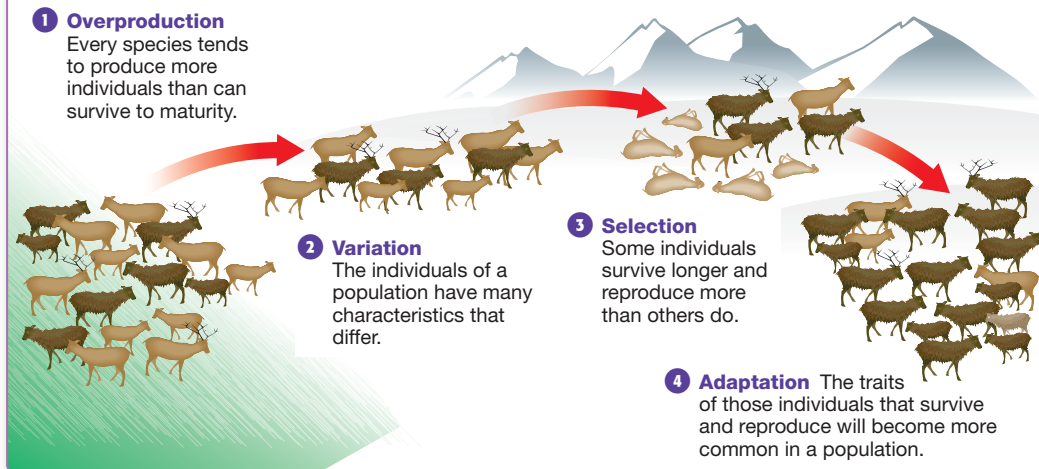 1 Overproduction
Every species tends
to produce more
individuals than can
survive to maturity.
2 Variation
The individuals of a
population have many
characteristics that
differ.
3 Selection
Some individuals
survive longer and
reproduce more
than others do.
4 Adaptation The traits
of those individuals that survive
and reproduce will become more
common in a population.